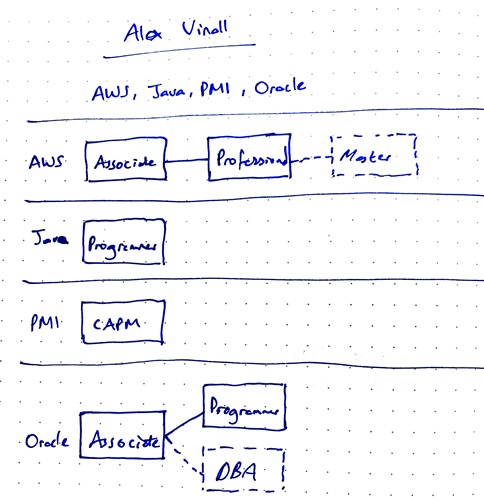 Alex Vinall
AWS, Java, PMI, Oracle
AWS
Associate
Professional
Master
Java
Programmer
PMI
CAPM
Oracle
Associate
Programmer
DBA